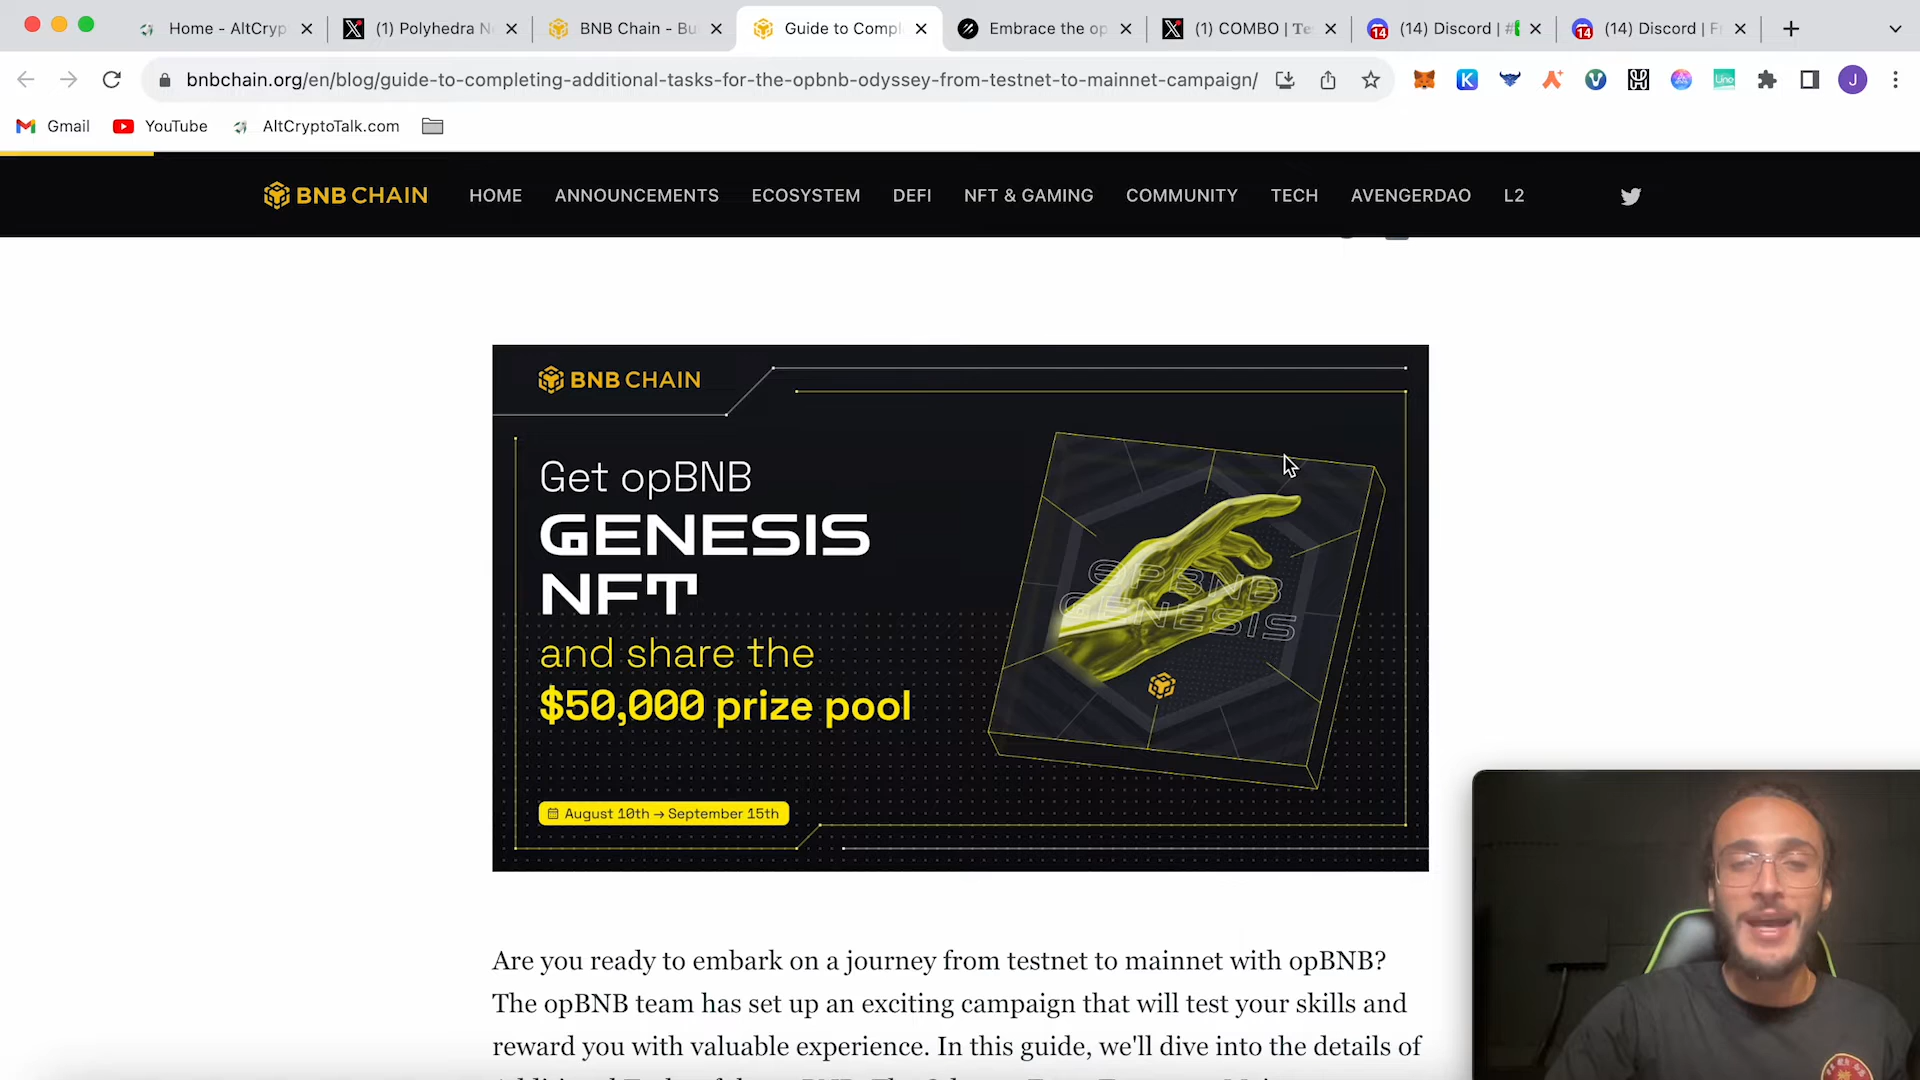 Home - AltCryp
(1) Polyhedra N
BNB Chain - Bu
Guide to Compl
Embrace the op
(1) COMBO | Tes
14
(14) Discord | #
14
(14) Discord | F
bnbchain.org/en/blog/guide-to-completing-additional-tasks-for-the-opbnb-odyssey-from-testnet-to-mainnet-campaign/
J
Gmail
YouTube
AltCryptoTalk.com
BNB CHAIN
HOME
ANNOUNCEMENTS
ECOSYSTEM
DEFI
NFT & GAMING
COMMUNITY
TECH
AVENGERDAO
L2
BNB CHAIN
Get opBNB
GENESIS
NFT
and share the
$50,000 prize pool
OPBNB
GENESIS
August 10th → September 15th
Are you ready to embark on a journey from testnet to mainnet with opBNB?
The opBNB team has set up an exciting campaign that will test your skills and
reward you with valuable experience. In this guide, we'll dive into the details of